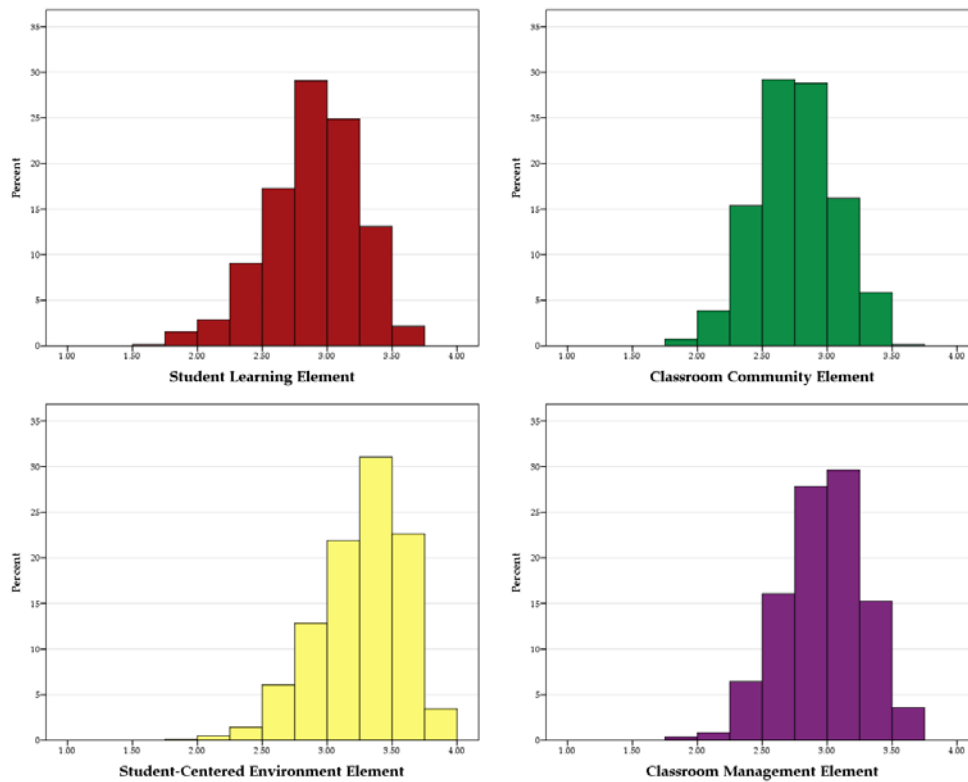 35
30
25
20
15
10
5
0
Percent
1.00 1.50 2.00 2.50 3.00 3.50 4.00
Student Learning Element
35
30
25
20
15
10
5
0
Percent
1.00 1.50 2.00 2.50 3.00 3.50 4.00
Classroom Community Element
35
30
25
20
15
10
5
0
Percent
1.00 1.50 2.00 2.50 3.00 3.50 4.00
Student-Centered Environment Element
35
30
25
20
15
10
5
0
Percent
1.00 1.50 2.00 2.50 3.00 3.50 4.00
Classroom Management Element